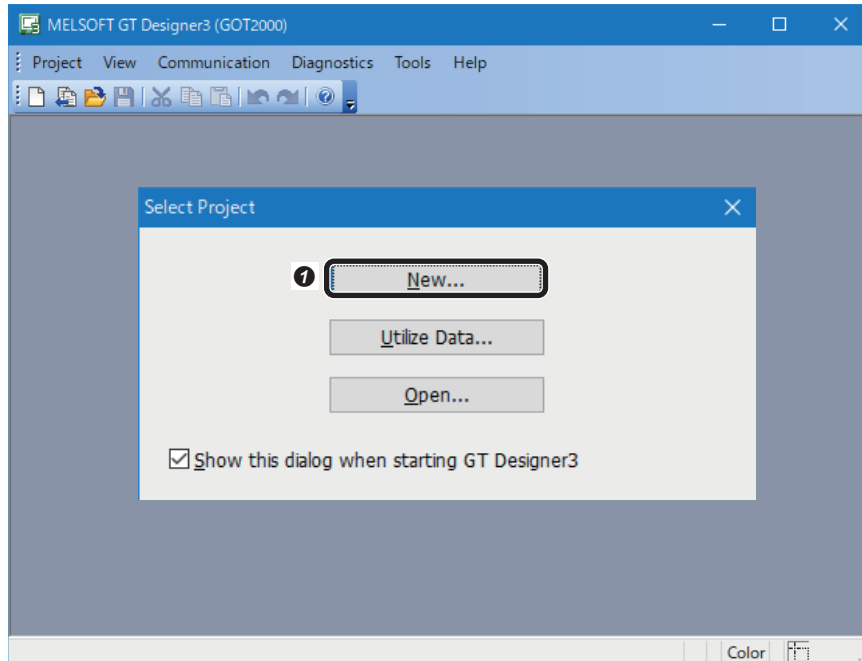 MELSOFT GT Designer3 (GOT2000)
Project View Communication Diagnostics Tools Help
Select Project
❶ New...
Utilize Data...
Open...
Show this dialog when starting GT Designer3
Color